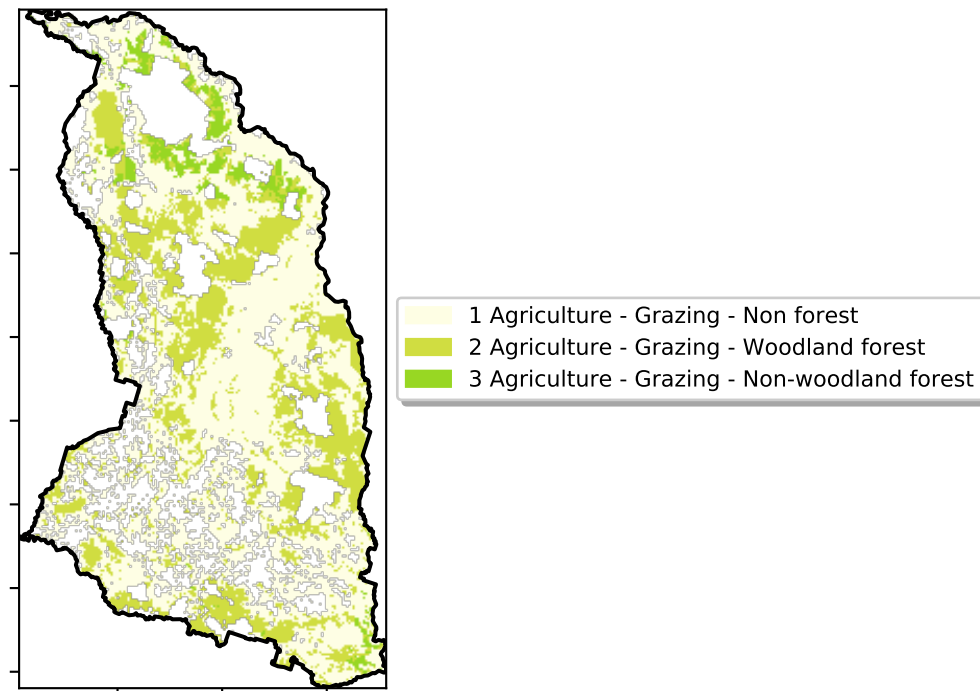 1 Agriculture - Grazing - Non forest
2 Agriculture - Grazing - Woodland forest
3 Agriculture - Grazing - Non-woodland forest